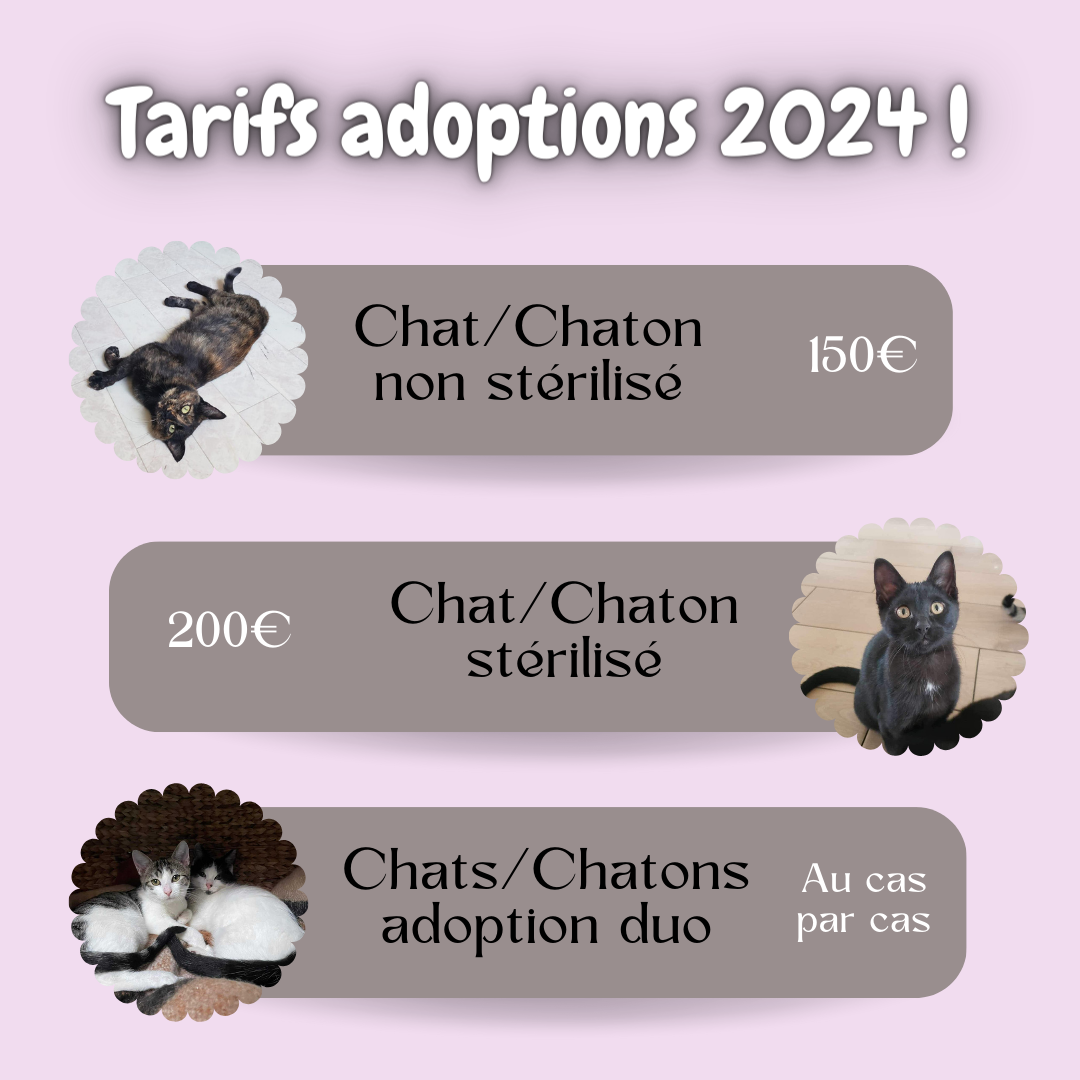 Tarifs adoptions 2024 !
Chat/Chaton
non stérilisé
150€
200€
Chat/Chaton
stérilisé
Chats/Chatons
adoption duo
Au cas
par cas